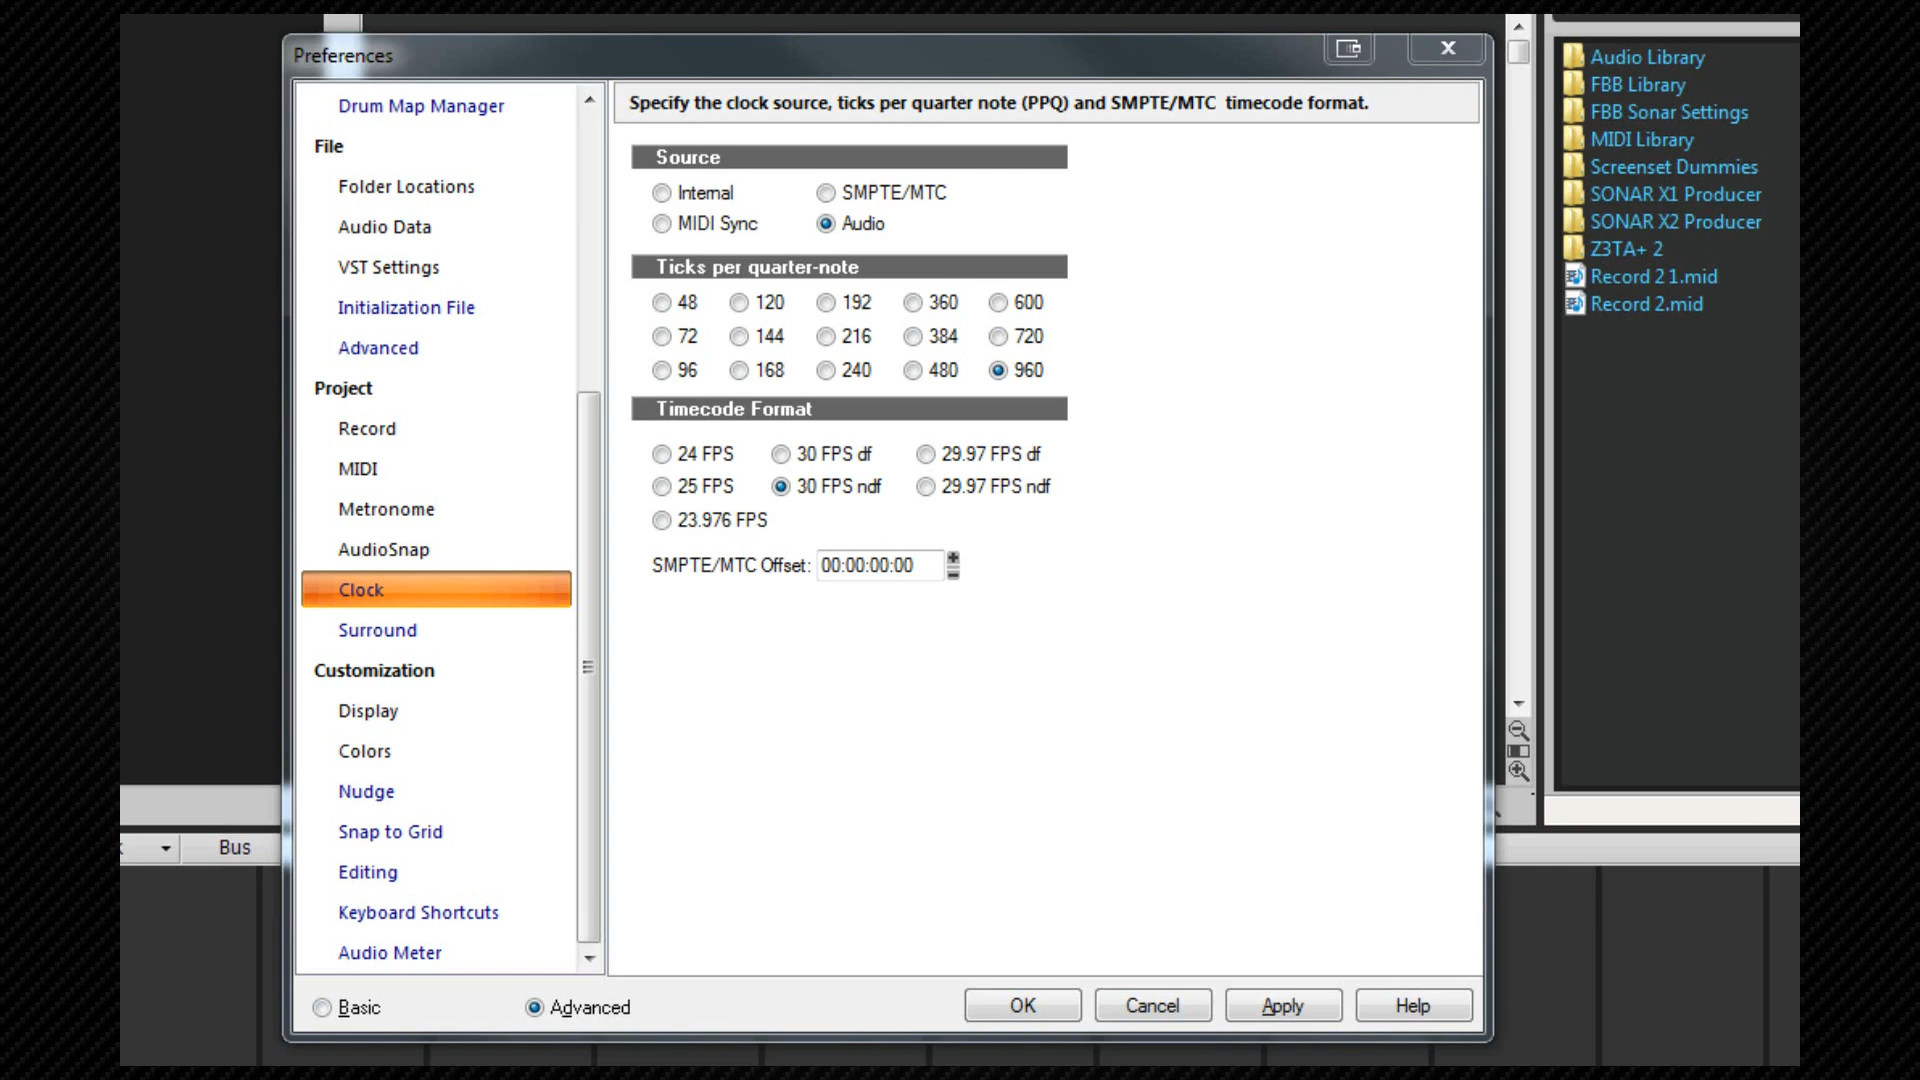 Preferences
Drum Map Manager
File
Folder Locations
Audio Data
VST Settings
Initialization File
Advanced
Project
Record
MIDI
Metronome
AudioSnap
Clock
Surround
Customization
Display
Colors
Nudge
Snap to Grid
Editing
Keyboard Shortcuts
Audio Meter
Basic Advanced
Specify the clock source, ticks per quarter note (PPQ) and SMPTE/MTC timecode format.
Source
Internal SMPTE/MTC
MIDI Sync Audio
Ticks per quarter-note
48 120 192 360 600
72 144 216 384 720
96 168 240 480 960
Timecode Format
24 FPS 30 FPS df 29.97 FPS df
25 FPS 30 FPS ndf 29.97 FPS ndf
23.976 FPS
SMPTE/MTC Offset: 00:00:00:00
OK Cancel Apply Help
Audio Library
FBB Library
FBB Sonar Settings
MIDI Library
Screenset Dummies
SONAR X1 Producer
SONAR X2 Producer
Z3TA+ 2
Record 2 1.mid
Record 2.mid
Bus